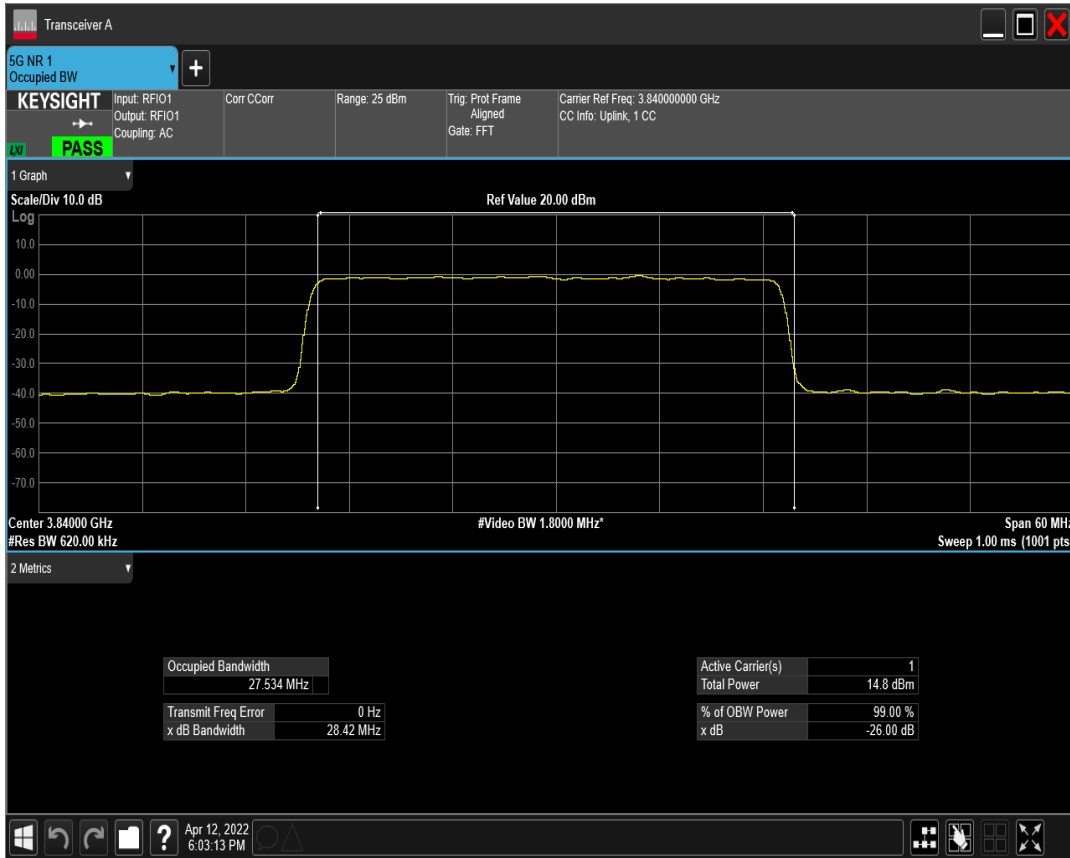 Transceiver A
5G NR 1
Occupied BW
KEYSIGHT
LXI
PASS
Input: RFIO1
Output: RFIO1
Coupling: AC
Corr CCorr
Range: 25 dBm
Trig: Prot Frame
Aligned
Gate: FFT
Carrier Ref Freq: 3.840000000 GHz
CC Info: Uplink, 1 CC
1 Graph
Scale/Div 10.0 dB
Ref Value 20.00 dBm
Log
10.0
0.00
-10.0
-20.0
-30.0
-40.0
-50.0
-60.0
-70.0
Center 3.84000 GHz
#Video BW 1.8000 MHz*
Span 60 MHz
#Res BW 620.00 kHz
Sweep 1.00 ms (1001 pts
2 Metrics
Occupied Bandwidth
27.534 MHz
Transmit Freq Error 0 Hz
x dB Bandwidth 28.42 MHz
Active Carrier(s) 1
Total Power 14.8 dBm
% of OBW Power 99.00 %
x dB -26.00 dB
?
Apr 12, 2022
6:03:13 PM